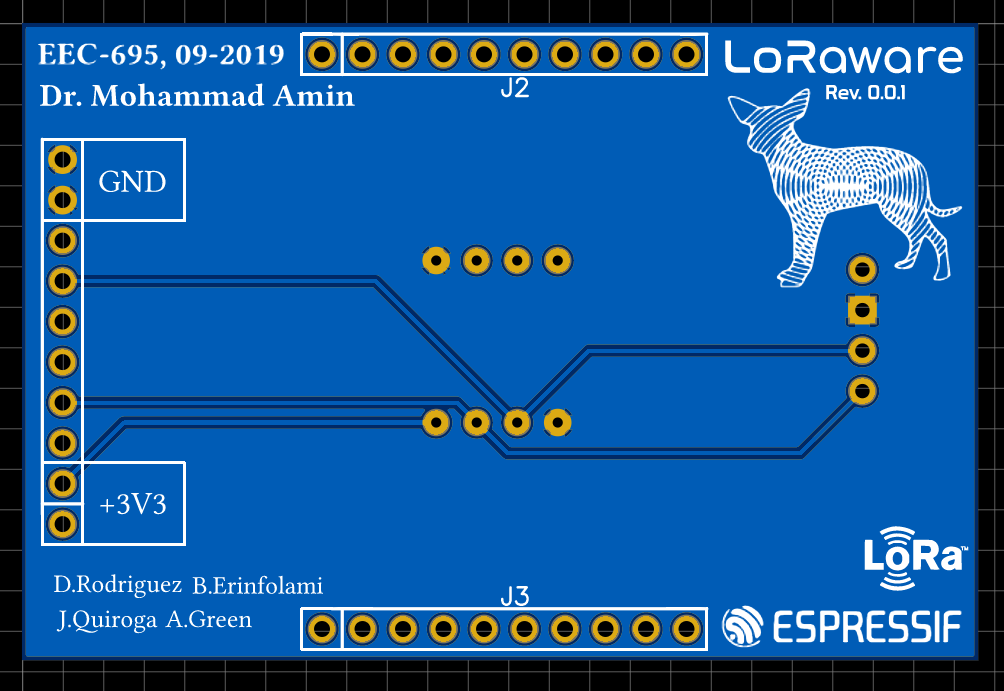 EEC-695, 09-2019
Dr. Mohammad Amin
J2
LoRaware
Rev. 0.0.1
GND
+3V3
D.Rodriguez B.Erinfolami
J.Quiroga A.Green
J3
LoRa™
ESPRESSIF